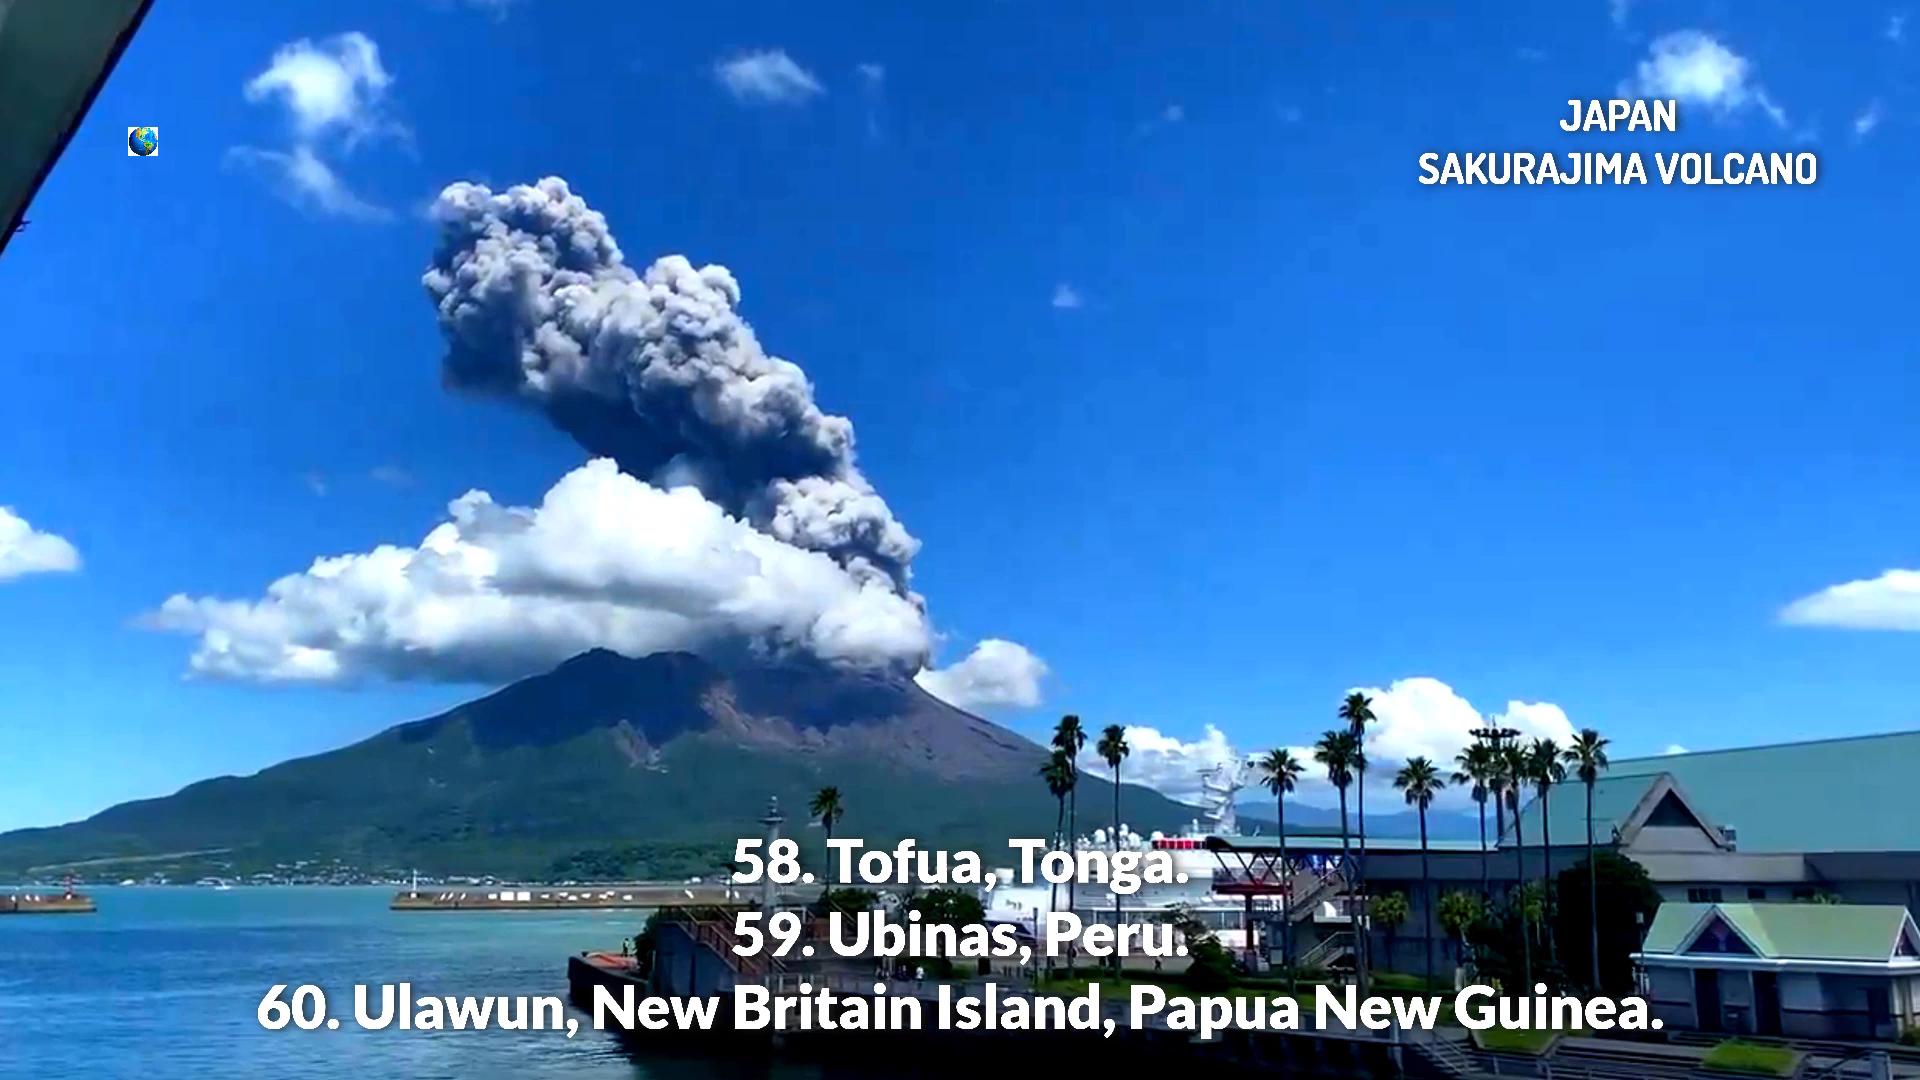 JAPAN
SAKURAJIMA VOLCANO
58. Tofua, Tonga.
59. Ubinas, Peru.
60. Ulawun, New Britain Island, Papua New Guinea.